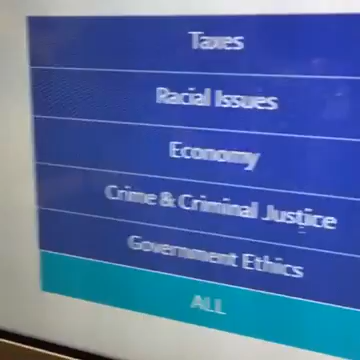 Taxes
Racial Issues
Economy
Crime & Criminal Justice
Government Ethics
ALL